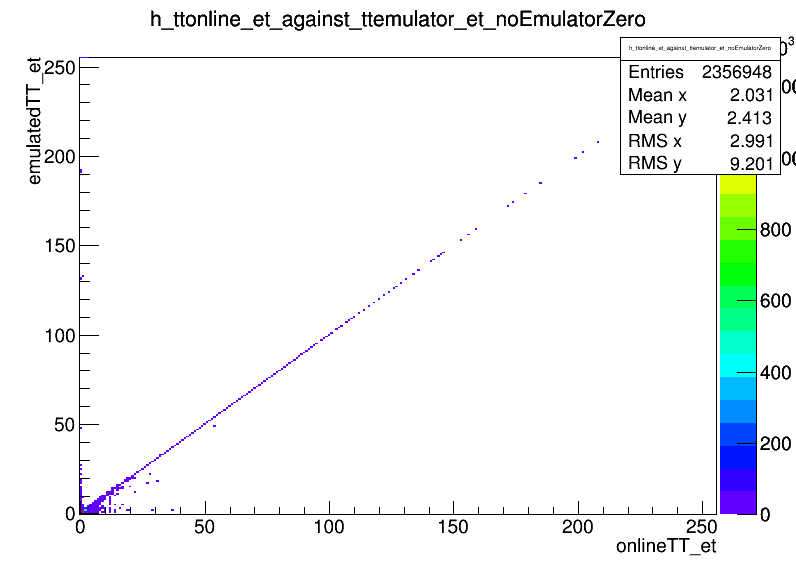 h_ttonline_et_against_ttemulator_et_noEmulatorZero
h_ttonline_et_against_ttemulator_et_noEmulatorZero
Entries 2356948
Mean x 2.031
Mean y 2.413
RMS x 2.991
RMS y 9.201
emulatedTT_et
250
200
150
100
50
0
0 50 100 150 200 250
onlineTT_et
800
600
400
200
0